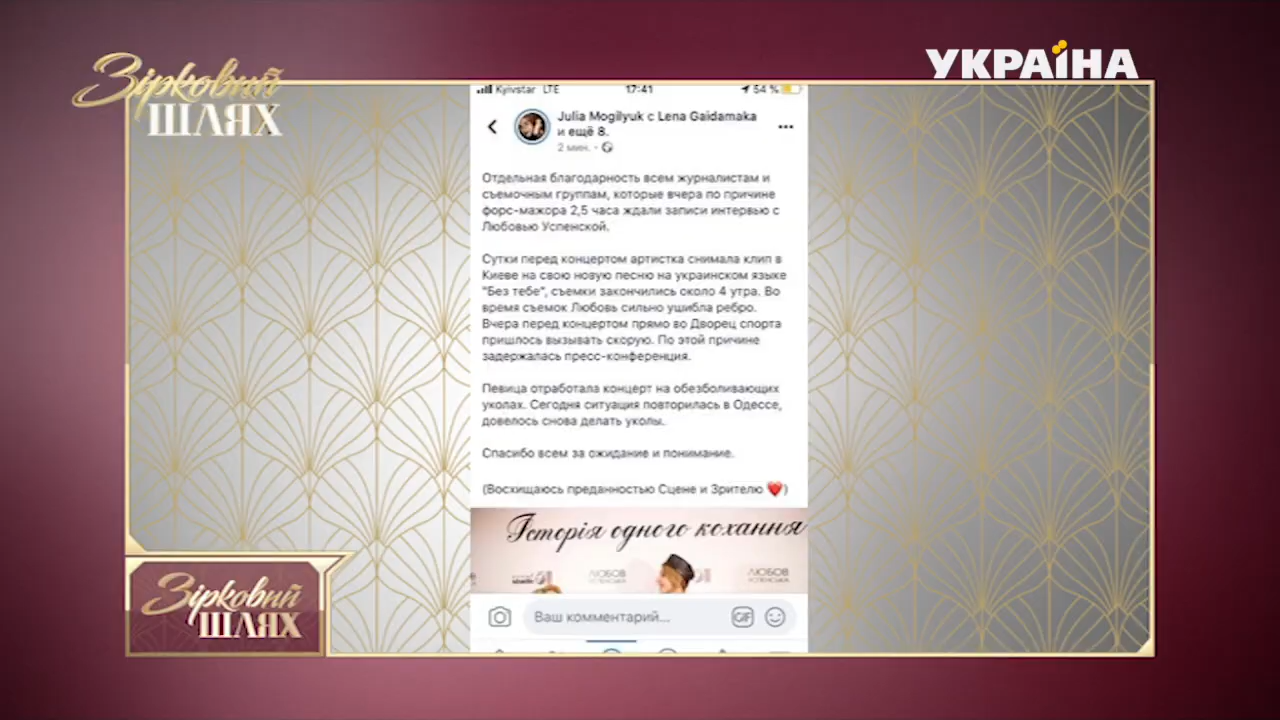 Зірковий
ШЛЯХ
УКРАЇНА
Kyivstar LTE
17:41
54 %
Julia Mogilyuk с Lena Gaidamaka
и ещё 8.
2 мин. ·
Отдельная благодарность всем журналистам и
съемочным группам, которые вчера по причине
форс-мажора 2,5 часа ждали записи интервью с
Любовью Успенской.
Сутки перед концертом артистка снимала клип в
Киеве на свою новую песню на украинском языке
"Без тебе", съемки закончились около 4 утра. Во
время съемок Любовь сильно ушибла ребро.
Вчера перед концертом прямо во Дворец спорта
пришлось вызывать скорую. По этой причине
задержалась пресс-конференция.
Певица отработала концерт на обезболивающих
уколах. Сегодня ситуация повторилась в Одессе,
довелось снова делать уколы.
Спасибо всем за ожидание и понимание.
(Восхищаюсь преданностью Сцене и Зрителю ❤️)
Історія одного кохання
ЛЮБОВ
УСПЕНСЬКА
ЛЮБОВ
УСПЕНСЬКА
Ваш комментарий...
GIF
Зірковий
ШЛЯХ